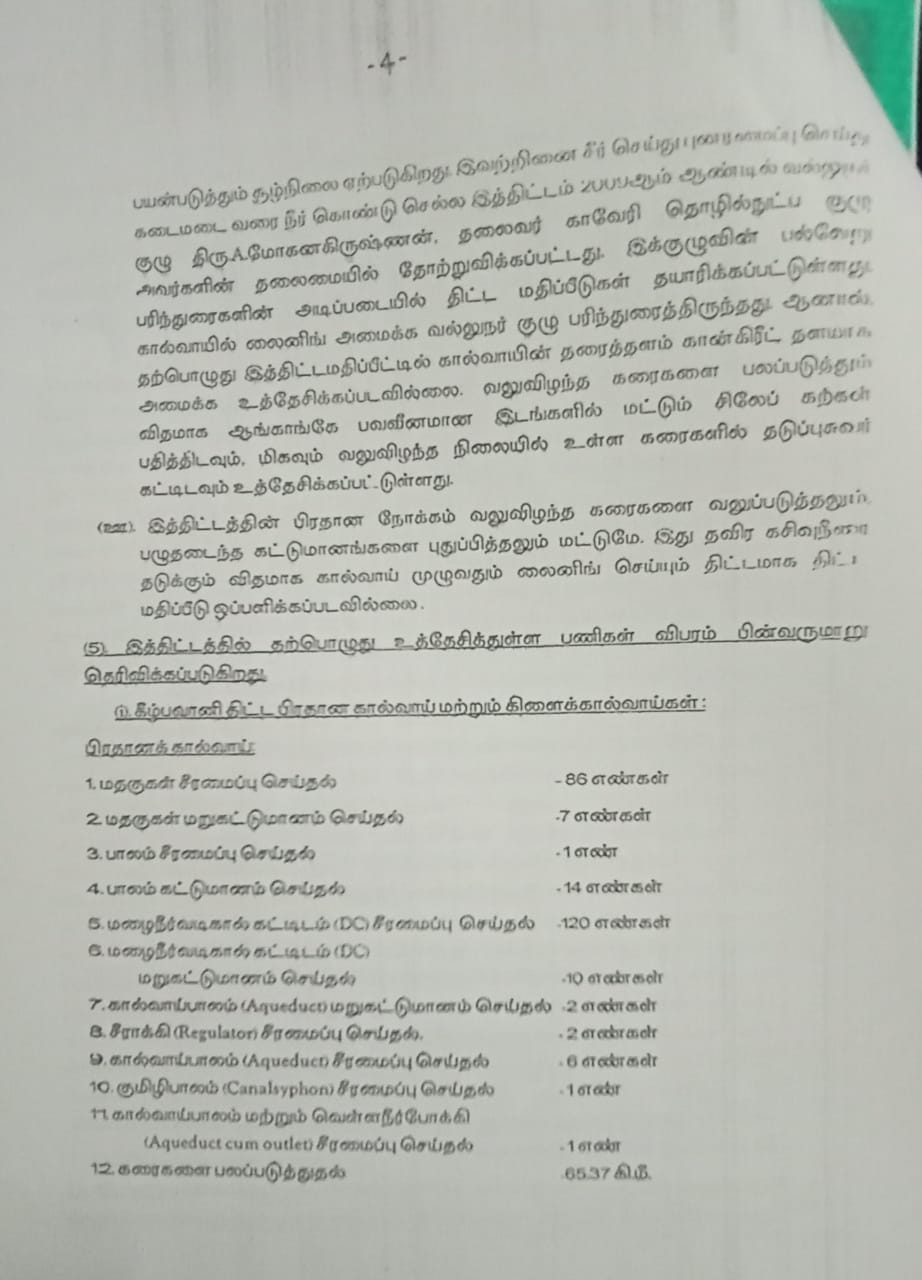 -4-
பயன்படுத்தும் சூழ்நிலை ஏற்படுகிறது. இவற்றினை சீர் செய்து புனரமைப்பு செய்து
கடைமடை வரை நீர் கொண்டு செல்ல இத்திட்டம் ஆண்டில் வல்லுநர்
குழு திரு.A.மோகனகிருஷ்ணன், தலைவர் காவேரி தொழில்நுட்ப குழு
அவர்களின் தலைமையில் தோற்றுவிக்கப்பட்டது. இக்குழுவின் பல்வேறு
பரிந்துரைகளின் அடிப்படையில் திட்ட மதிப்பீடுகள் தயாரிக்கப்பட்டுள்ளது.
கால்வாயில் லைனிங் அமைக்க வல்லுநர் குழு பரிந்துரைத்திருந்தது. ஆனால்,
தற்பொழுது இத்திட்டமதிப்பீட்டில் கால்வாயின் தரைத்தளம் கான்கிரீட் தளமாக
அமைக்க உத்தேசிக்கப்படவில்லை. வலுவிழந்த கரைகளை பலப்படுத்தும்
விதமாக ஆங்காங்கே பலவீனமான இடங்களில் மட்டும் சிலேப் கற்கள்
பதித்திடவும், மிகவும் வலுவிழந்த நிலையில் உள்ள கரைகளில் தடுப்புசுவர்
கட்டிடவும் உத்தேசிக்கப்பட்டுள்ளது.
(ஊ). இத்திட்டத்தின் பிரதான நோக்கம் வலுவிழந்த கரைகளை வலுப்படுத்தலும்,
பழுதடைந்த கட்டுமானங்களை புதுப்பித்தலும் மட்டுமே. இது தவிர கசிவுநீரை
தடுக்கும் விதமாக கால்வாய் முழுவதும் லைனிங் செய்யும் திட்டமாக திட்ட
மதிப்பீடு ஒப்பளிக்கப்படவில்லை.
(5). இத்திட்டத்தில் தற்பொழுது உத்தேசித்துள்ள பணிகள் விபரம் பின்வருமாறு
தெரிவிக்கப்படுகிறது.
i). கீழ்பவானி திட்ட பிரதான கால்வாய் மற்றும் கிளைக்கால்வாய்கள் :
பிரதானக் கால்வாய்:
1. மதகுகள் சீரமைப்பு செய்தல் - 86 எண்கள்
2. மதகுகள் மறுகட்டுமானம் செய்தல் -7 எண்கள்
3. பாலம் சீரமைப்பு செய்தல் -1 எண்
4. பாலம் கட்டுமானம் செய்தல் -14 எண்கள்
5. மழைநீர்வடிகால் கட்டிடம் (DC) சீரமைப்பு செய்தல் -120 எண்கள்
6. மழைநீர்வடிகால் கட்டிடம் (DC)
மறுகட்டுமானம் செய்தல் -10 எண்கள்
7. கால்வாய்பாலம் (Aqueduct) மறுகட்டுமானம் செய்தல் -2 எண்கள்
8. சீராக்கி (Regulator) சீரமைப்பு செய்தல். - 2 எண்கள்
9. கால்வாய்பாலம் (Aqueduct) சீரமைப்பு செய்தல் - 6 எண்கள்
10. குமிழிபாலம் (Canalsyphon) சீரமைப்பு செய்தல் - 1 எண்
11. கால்வாய்பாலம் மற்றும் வெள்ளநீர்போக்கி
(Aqueduct cum outlet) சீரமைப்பு செய்தல் - 1 எண்
12. கரைகளை பலப்படுத்துதல் -65.37 கி.மீ.